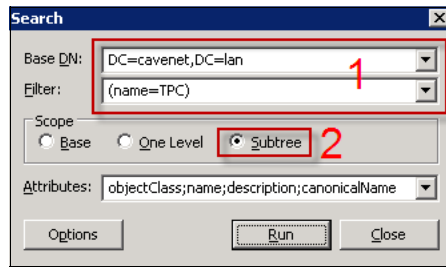 Search
Base DN: DC=cavenet,DC=lan
1
Filter: (name=TPC)
Scope
Base One Level Subtree 2
Attributes: objectClass;name;description;canonicalName
Options Run Close